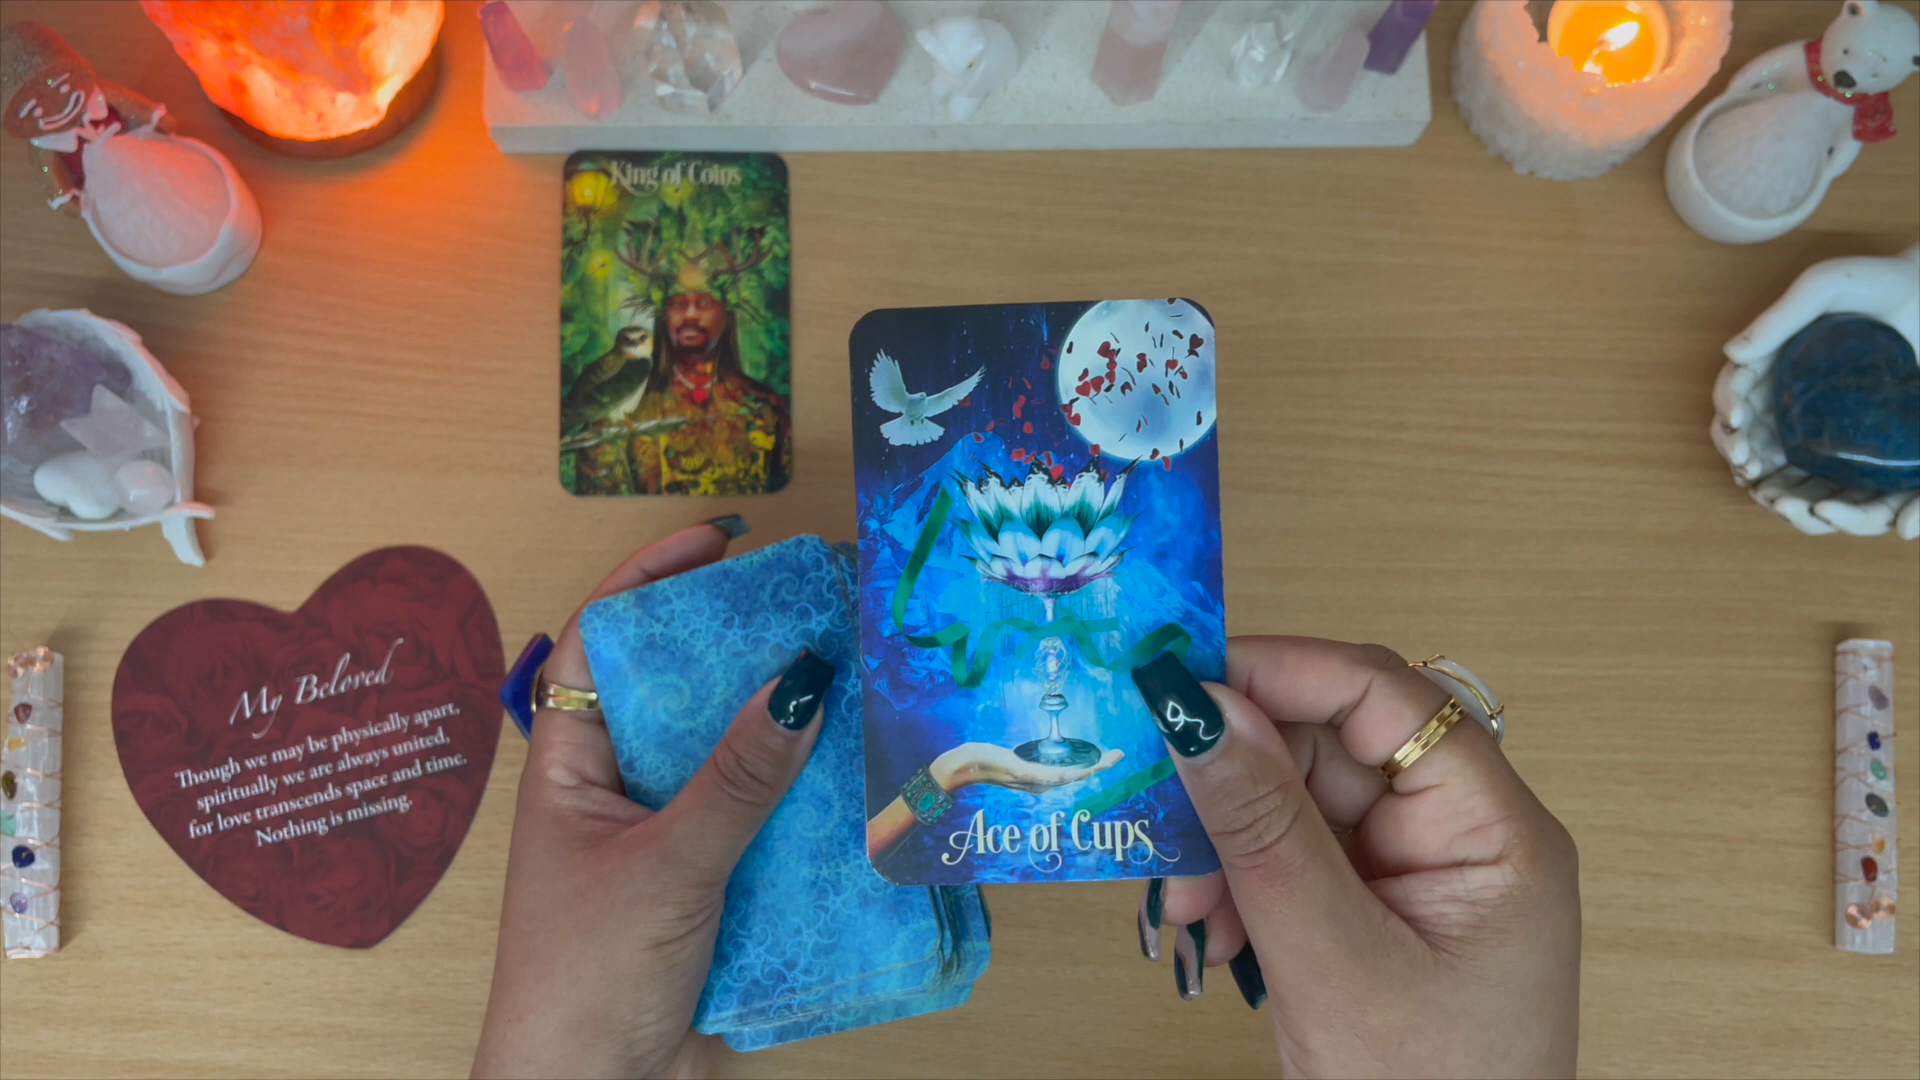 King of Coins
Ace of Cups
My Beloved
Though we may be physically apart,
spiritually we are always united,
for love transcends space and time.
Nothing is missing.